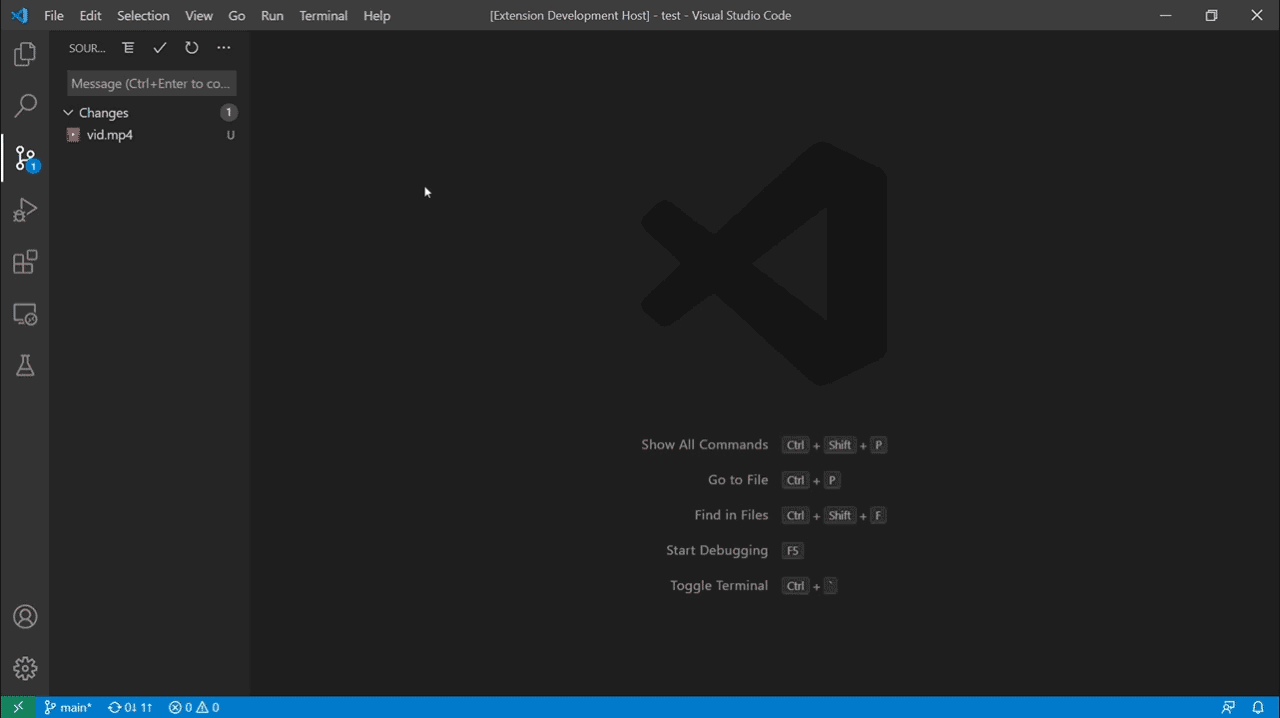 File Edit Selection View Go Run Terminal Help [Extension Development Host] - test - Visual Studio Code
SOUR...
Message (Ctrl+Enter to co...
Changes 1
vid.mp4 U
1
Show All Commands Ctrl + Shift + P
Go to File Ctrl + P
Find in Files Ctrl + Shift + F
Start Debugging F5
Toggle Terminal Ctrl + `
main* 0↓ 1↑ 0 0